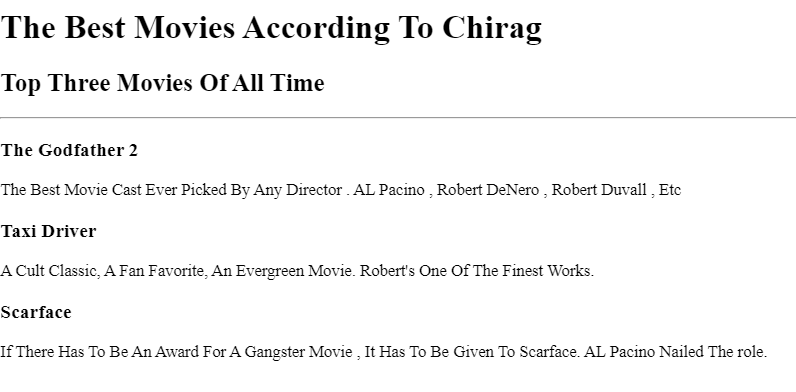 The Best Movies According To Chirag
Top Three Movies Of All Time
The Godfather 2
The Best Movie Cast Ever Picked By Any Director . AL Pacino , Robert DeNero , Robert Duvall , Etc
Taxi Driver
A Cult Classic, A Fan Favorite, An Evergreen Movie. Robert's One Of The Finest Works.
Scarface
If There Has To Be An Award For A Gangster Movie , It Has To Be Given To Scarface. AL Pacino Nailed The role.